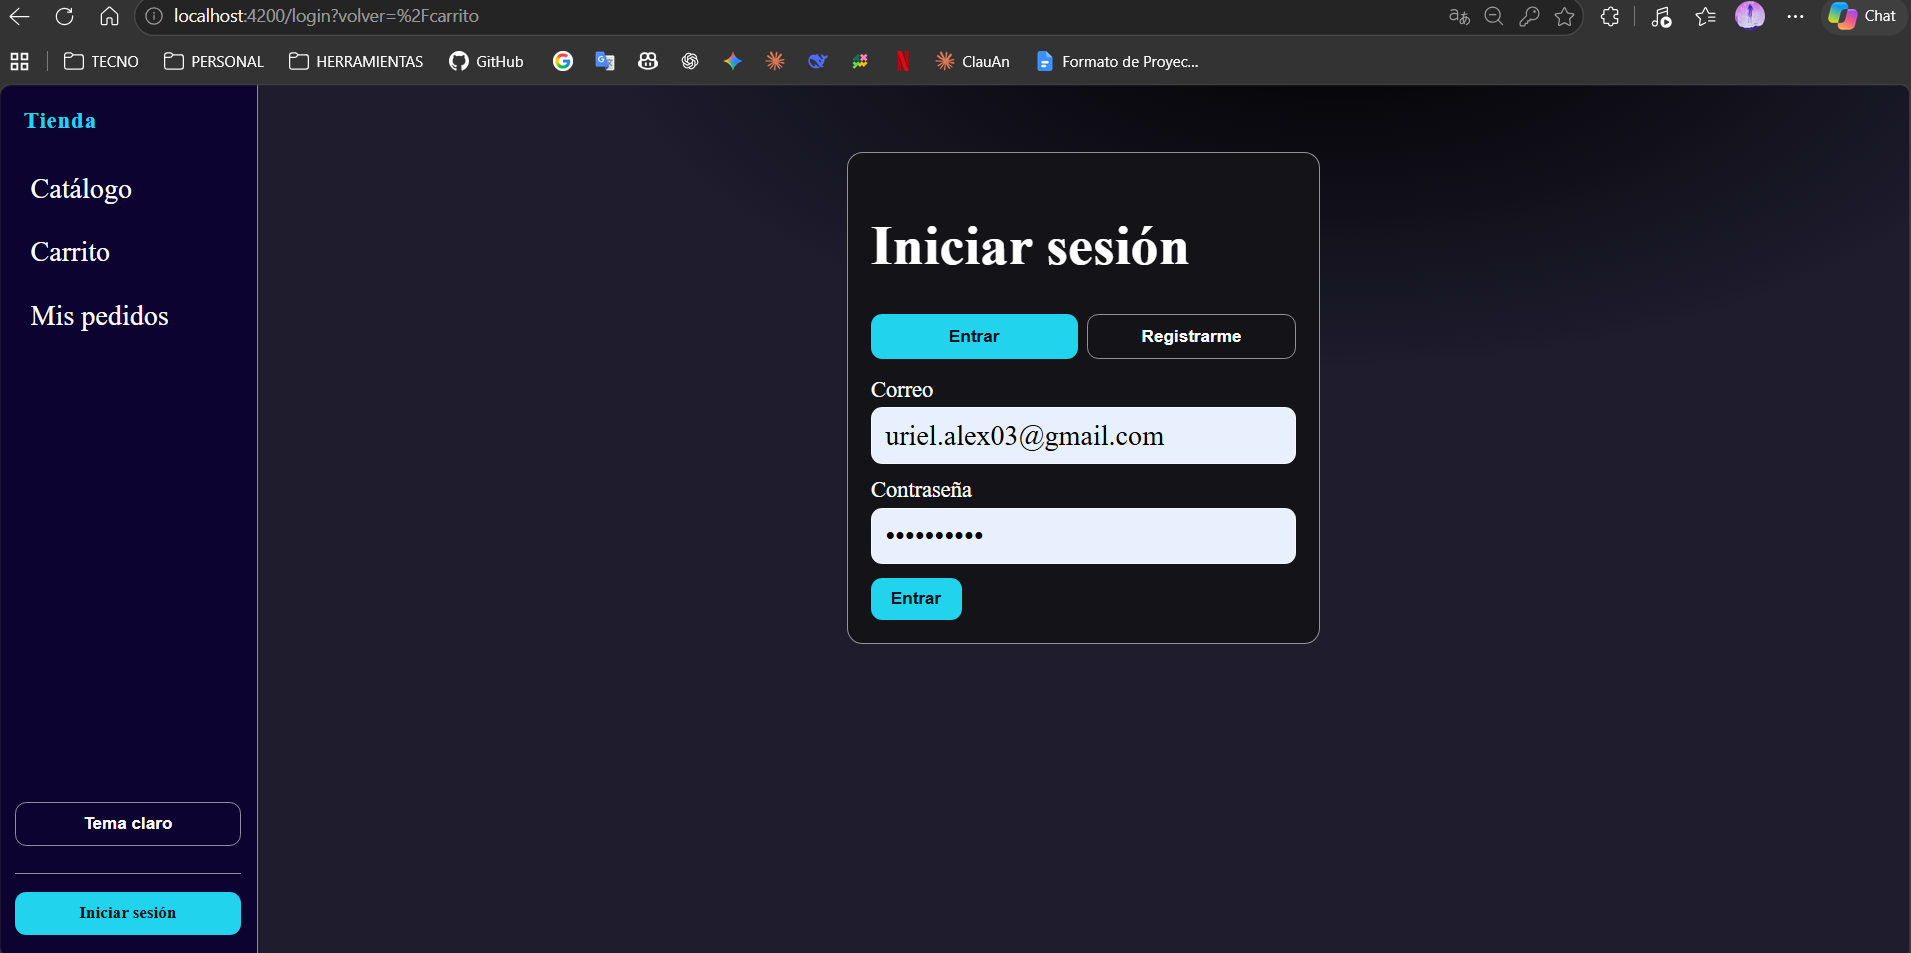 localhost:4200/login?volver=%2Fcarrito
Chat
TECNO
PERSONAL
HERRAMIENTAS
GitHub
ClauAn
Formato de Proyec...
Tienda
Catálogo
Carrito
Mis pedidos
Tema claro
Iniciar sesión
Iniciar sesión
Entrar
Registrarme
Correo
uriel.alex03@gmail.com
Contraseña
••••••••••
Entrar